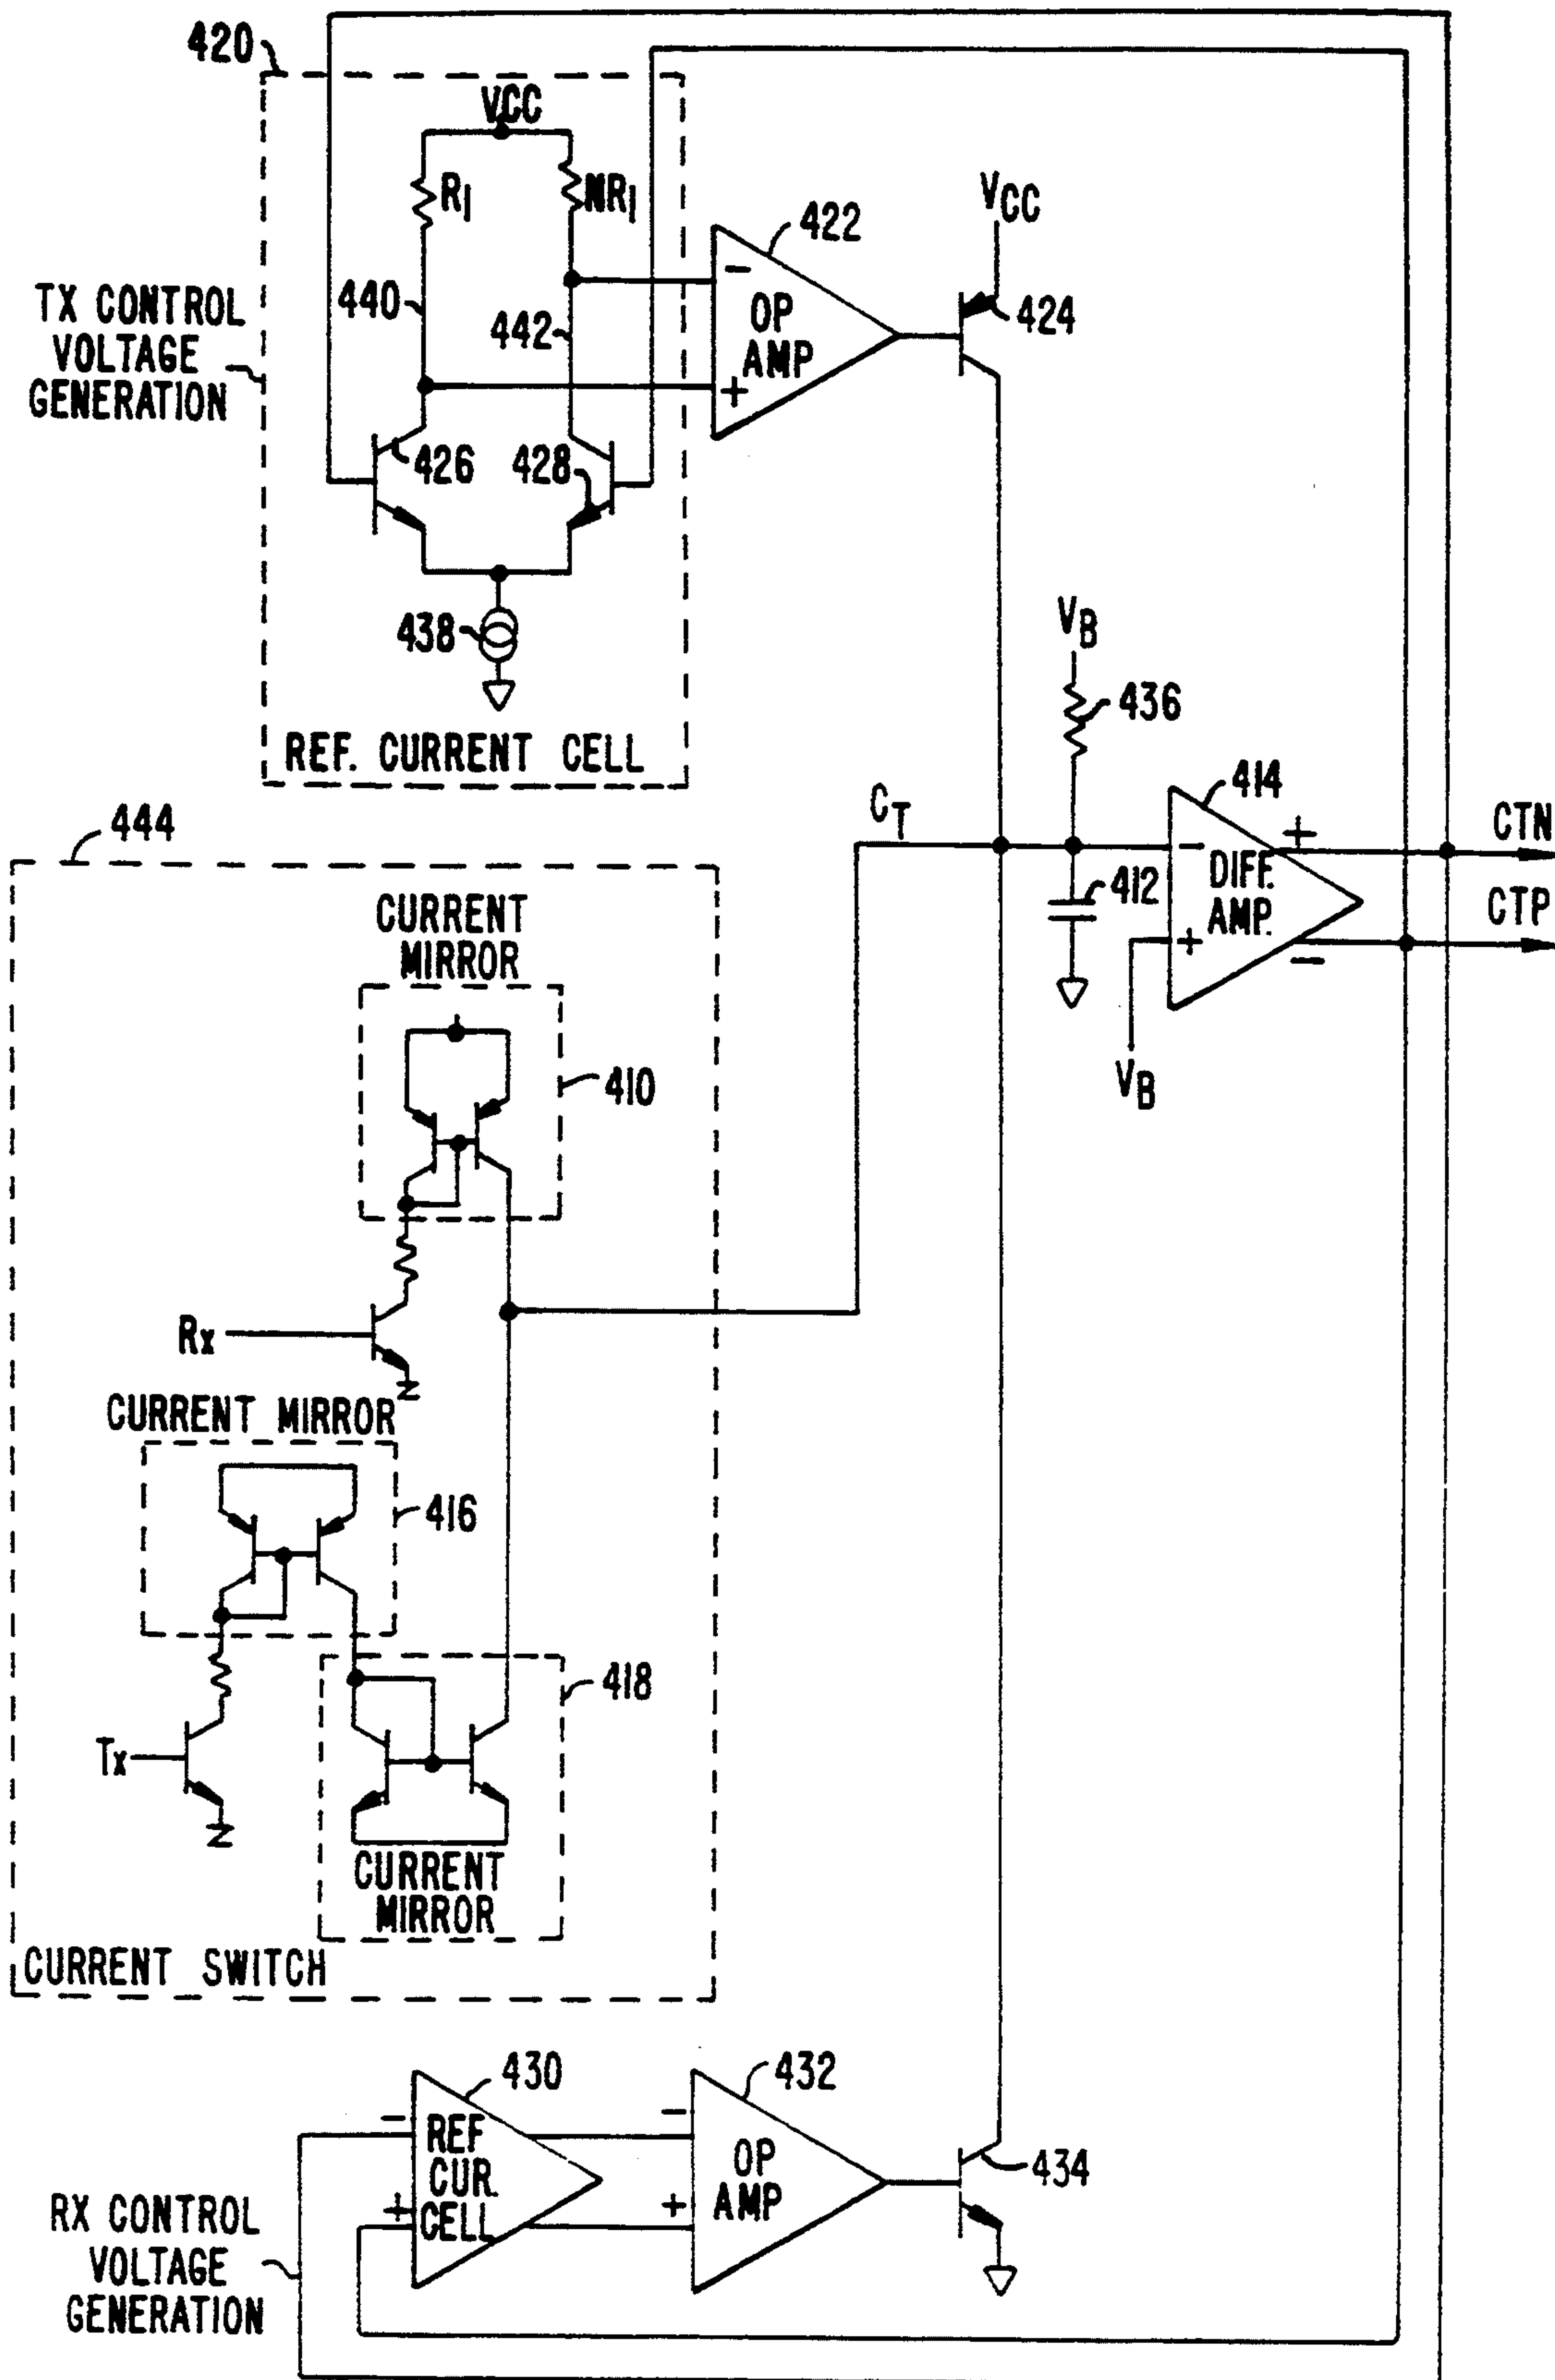 420
VCC
R1
NR1
422
VCC
440
442
OP
AMP
-
+
424
TX CONTROL
VOLTAGE
GENERATION
426
428
438
REF. CURRENT CELL
VB
436
CT
412
414
-
DIFF.
AMP.
+
+
-
CTN
CTP
VB
444
CURRENT
MIRROR
410
Rx
CURRENT MIRROR
416
418
Tx
CURRENT
MIRROR
CURRENT SWITCH
430
-
REF
CUR.
CELL
+
432
-
OP
AMP
+
434
RX CONTROL
VOLTAGE
GENERATION